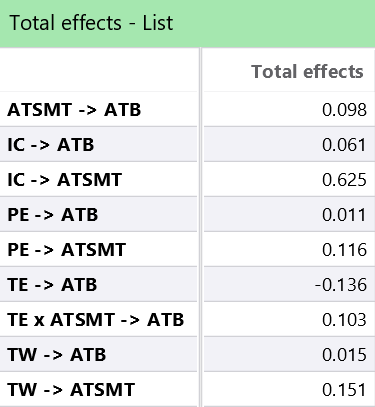 Total effects - List
Total effects
ATSMT -> ATB 0.098
IC -> ATB 0.061
IC -> ATSMT 0.625
PE -> ATB 0.011
PE -> ATSMT 0.116
TE -> ATB -0.136
TE x ATSMT -> ATB 0.103
TW -> ATB 0.015
TW -> ATSMT 0.151